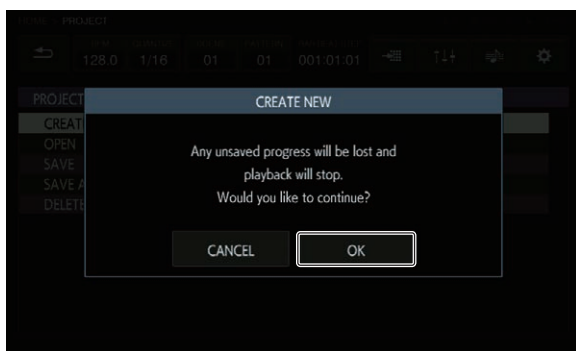 HOME > PROJECT
128.0 1/16 01 01 001:01:01
PROJECT
CREATE NEW
CREAT
Any unsaved progress will be lost and
OPEN
playback will stop.
SAVE
Would you like to continue?
SAVE A
DELETE
CANCEL OK